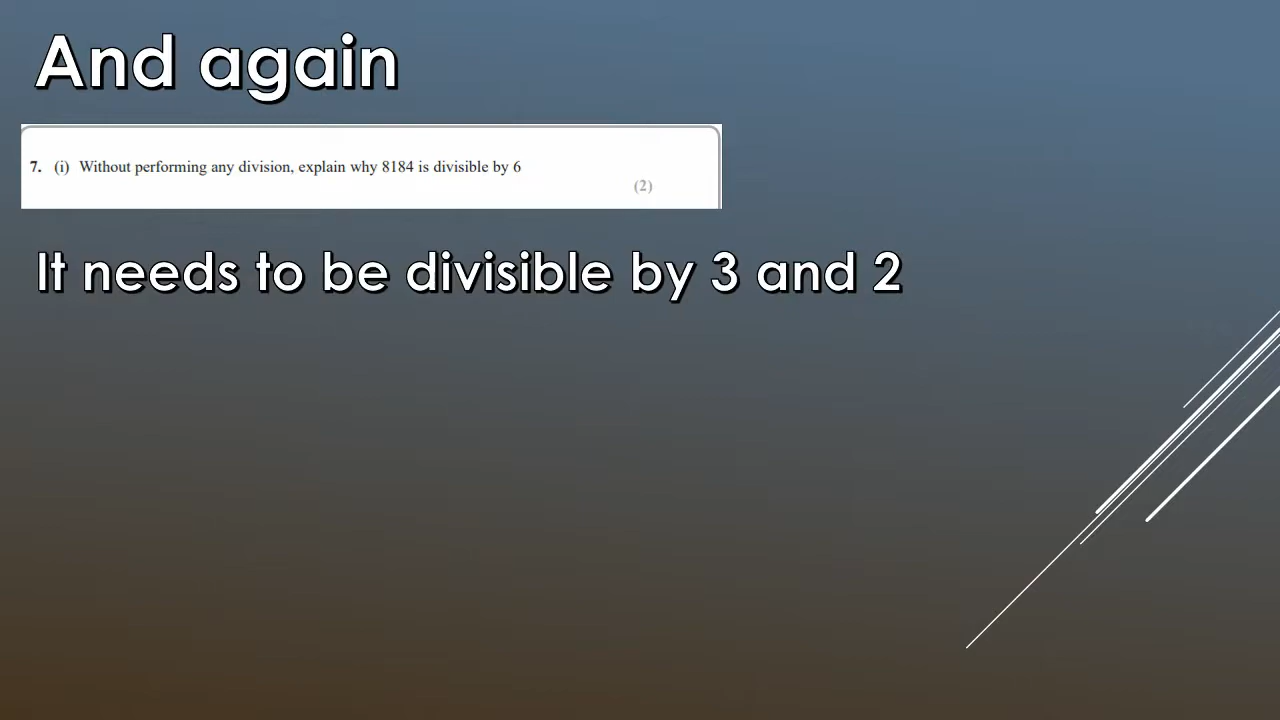 And again
7. (i) Without performing any division, explain why 8184 is divisible by 6
(2)
It needs to be divisible by 3 and 2